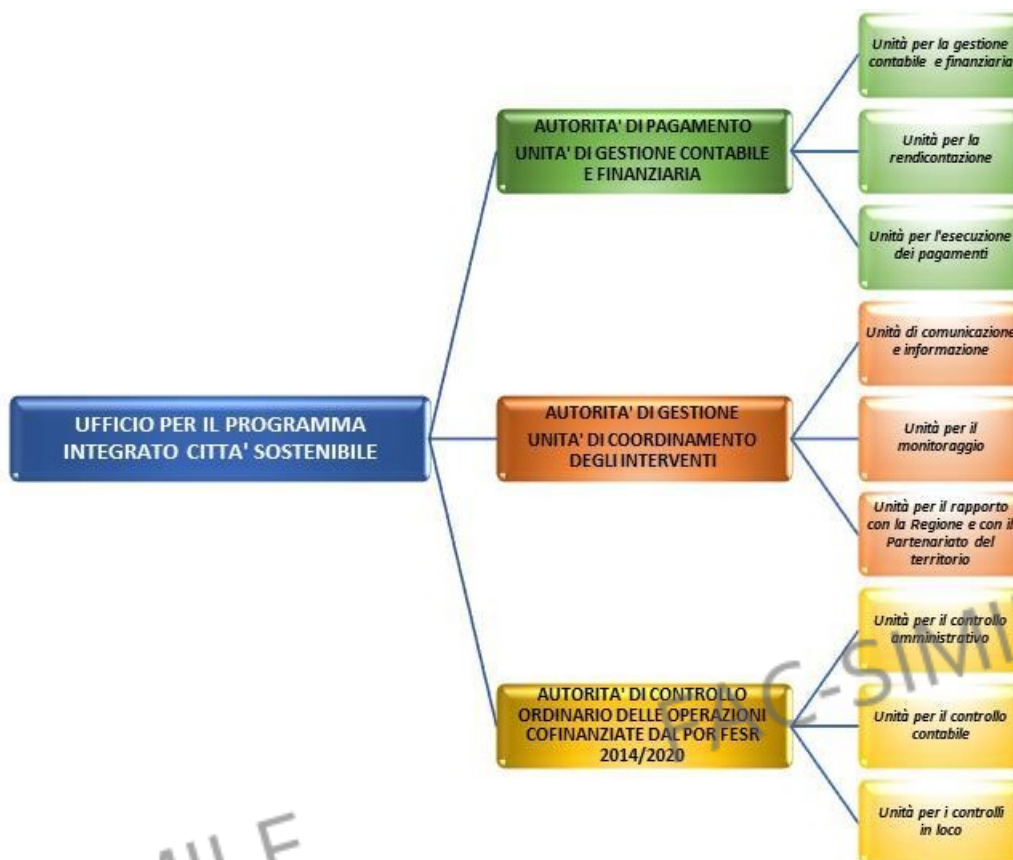 UFFICIO PER IL PROGRAMMA
INTEGRATO CITTA' SOSTENIBILE
AUTORITA' DI PAGAMENTO
UNITA' DI GESTIONE CONTABILE
E FINANZIARIA
Unità per la gestione
contabile e finanziaria
Unità per la
rendicontazione
Unità per l'esecuzione
dei pagamenti
AUTORITA' DI GESTIONE
UNITA' DI COORDINAMENTO
DEGLI INTERVENTI
Unità di comunicazione
e informazione
Unità per il
monitoraggio
Unità per il rapporto
con la Regione e con il
Partenariato del
territorio
AUTORITA' DI CONTROLLO
ORDINARIO DELLE OPERAZIONI
COFINANZIATE DAL POR FESR
2014/2020
Unità per il controllo
amministrativo
Unità per il controllo
contabile
Unità per i controlli
in loco
FAC-SIMI
MILE